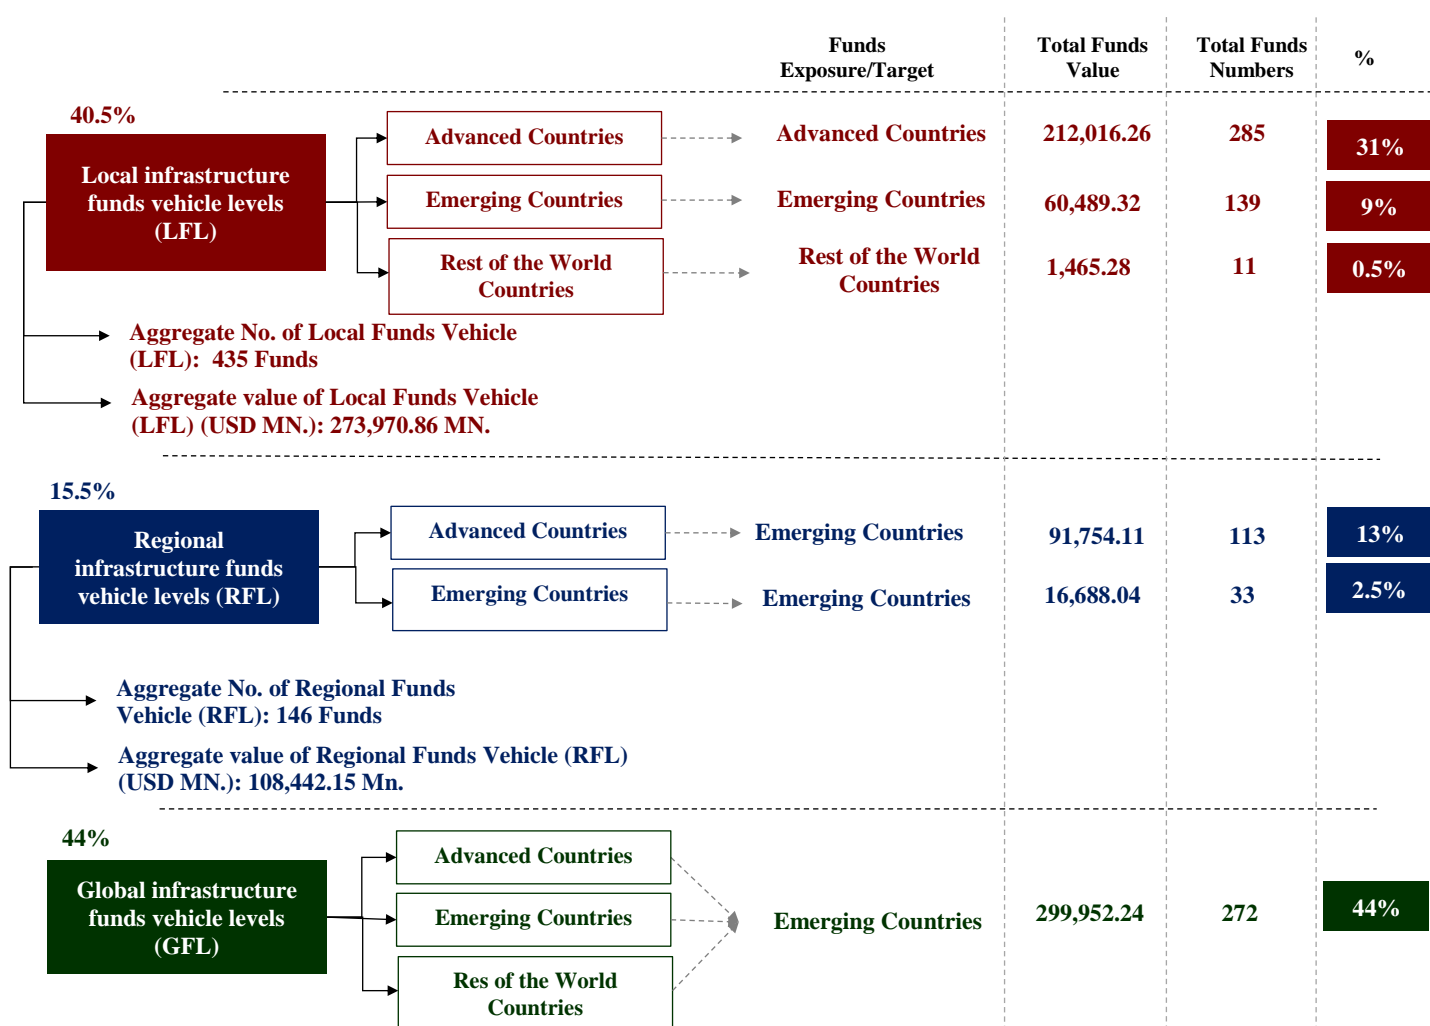 Funds
Exposure/Target
Total Funds
Value
Total Funds
Numbers
%
40.5%
Local infrastructure
funds vehicle levels
(LFL)
Advanced Countries
Advanced Countries
212,016.26
285
31%
Emerging Countries
Emerging Countries
60,489.32
139
9%
Rest of the World
Countries
Rest of the World
Countries
1,465.28
11
0.5%
Aggregate No. of Local Funds Vehicle
(LFL):  435 Funds
Aggregate value of Local Funds Vehicle
(LFL) (USD MN.): 273,970.86 MN.
15.5%
Regional
infrastructure funds
vehicle levels (RFL)
Advanced Countries
Emerging Countries
91,754.11
113
13%
Emerging Countries
Emerging Countries
16,688.04
33
2.5%
Aggregate No. of Regional Funds
Vehicle (RFL): 146 Funds
Aggregate value of Regional Funds Vehicle (RFL)
(USD MN.): 108,442.15 Mn.
44%
Global infrastructure
funds vehicle levels
(GFL)
Advanced Countries
Emerging Countries
Res of the World
Countries
Emerging Countries
299,952.24
272
44%